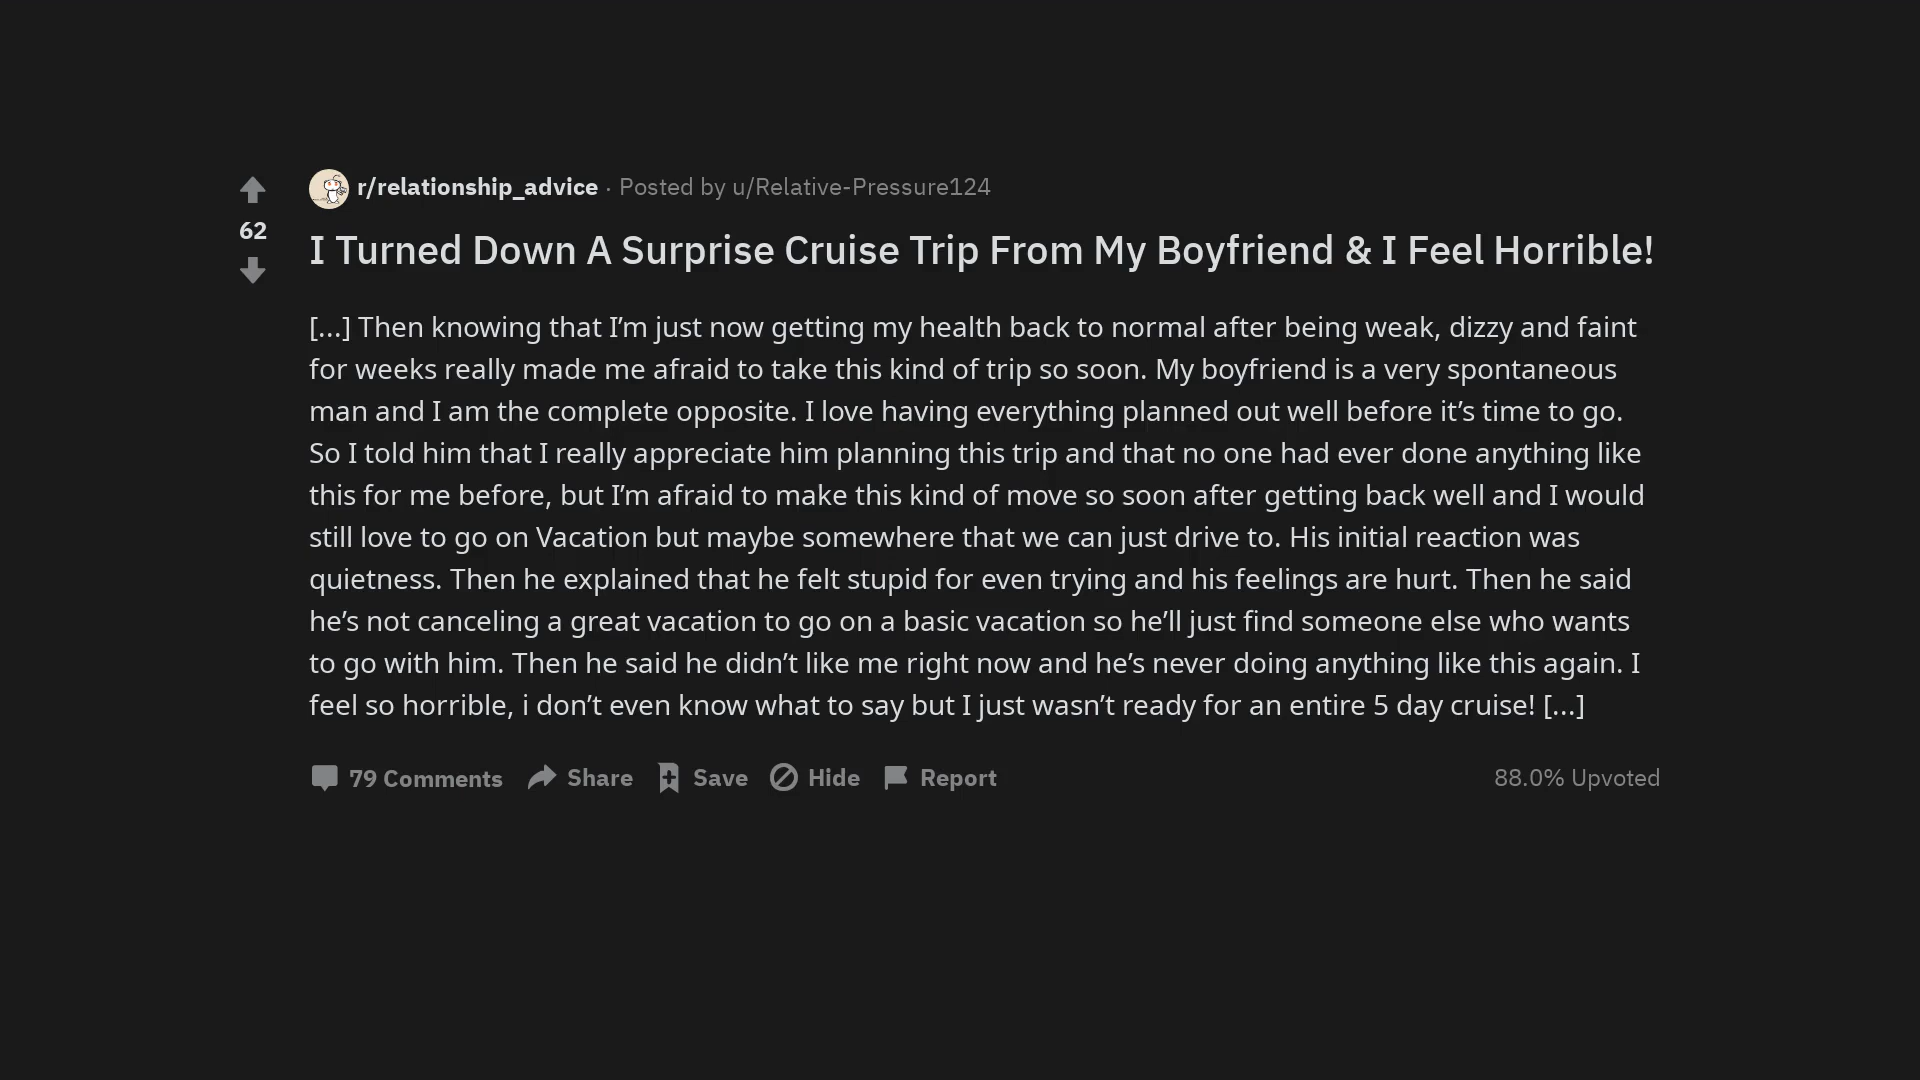 r/relationship_advice · Posted by u/Relative-Pressure124
62
I Turned Down A Surprise Cruise Trip From My Boyfriend & I Feel Horrible!
[...] Then knowing that I’m just now getting my health back to normal after being weak, dizzy and faint
for weeks really made me afraid to take this kind of trip so soon. My boyfriend is a very spontaneous
man and I am the complete opposite. I love having everything planned out well before it’s time to go.
So I told him that I really appreciate him planning this trip and that no one had ever done anything like
this for me before, but I’m afraid to make this kind of move so soon after getting back well and I would
still love to go on Vacation but maybe somewhere that we can just drive to. His initial reaction was
quietness. Then he explained that he felt stupid for even trying and his feelings are hurt. Then he said
he’s not canceling a great vacation to go on a basic vacation so he’ll just find someone else who wants
to go with him. Then he said he didn’t like me right now and he’s never doing anything like this again. I
feel so horrible, i don’t even know what to say but I just wasn’t ready for an entire 5 day cruise! [...]
79 Comments Share Save Hide Report 88.0% Upvoted